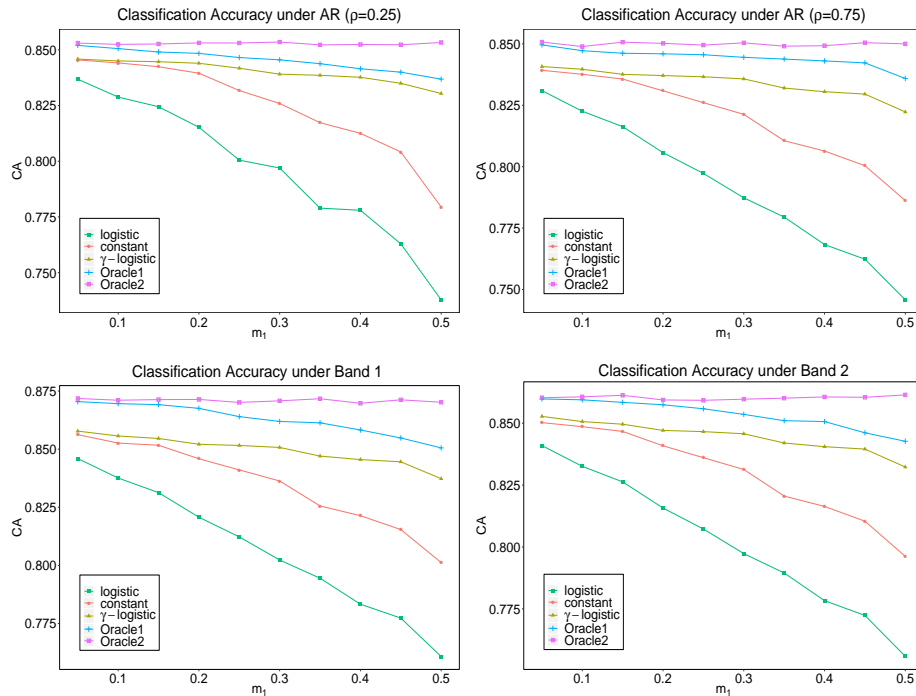 Classification Accuracy under AR (ρ=0.25)
CA
0.850
0.825
0.800
0.775
0.750
logistic
constant
γ−logistic
Oracle1
Oracle2
0.1 0.2 0.3 0.4 0.5
m1
Classification Accuracy under AR (ρ=0.75)
CA
0.850
0.825
0.800
0.775
0.750
logistic
constant
γ−logistic
Oracle1
Oracle2
0.1 0.2 0.3 0.4 0.5
m1
Classification Accuracy under Band 1
CA
0.875
0.850
0.825
0.800
0.775
logistic
constant
γ−logistic
Oracle1
Oracle2
0.1 0.2 0.3 0.4 0.5
m1
Classification Accuracy under Band 2
CA
0.850
0.825
0.800
0.775
logistic
constant
γ−logistic
Oracle1
Oracle2
0.1 0.2 0.3 0.4 0.5
m1